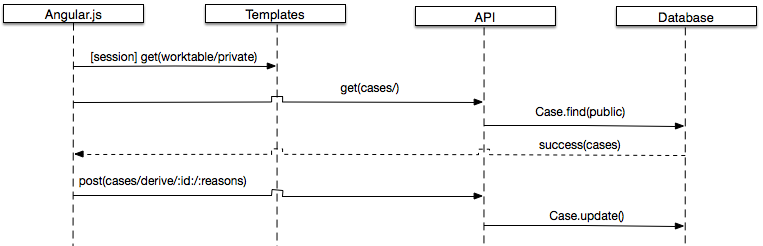 Angular.js
Templates
API
Database
[session] get(worktable/private)
get(cases/)
Case.find(public)
success(cases)
post(cases/derive/:id:/:reasons)
Case.update()